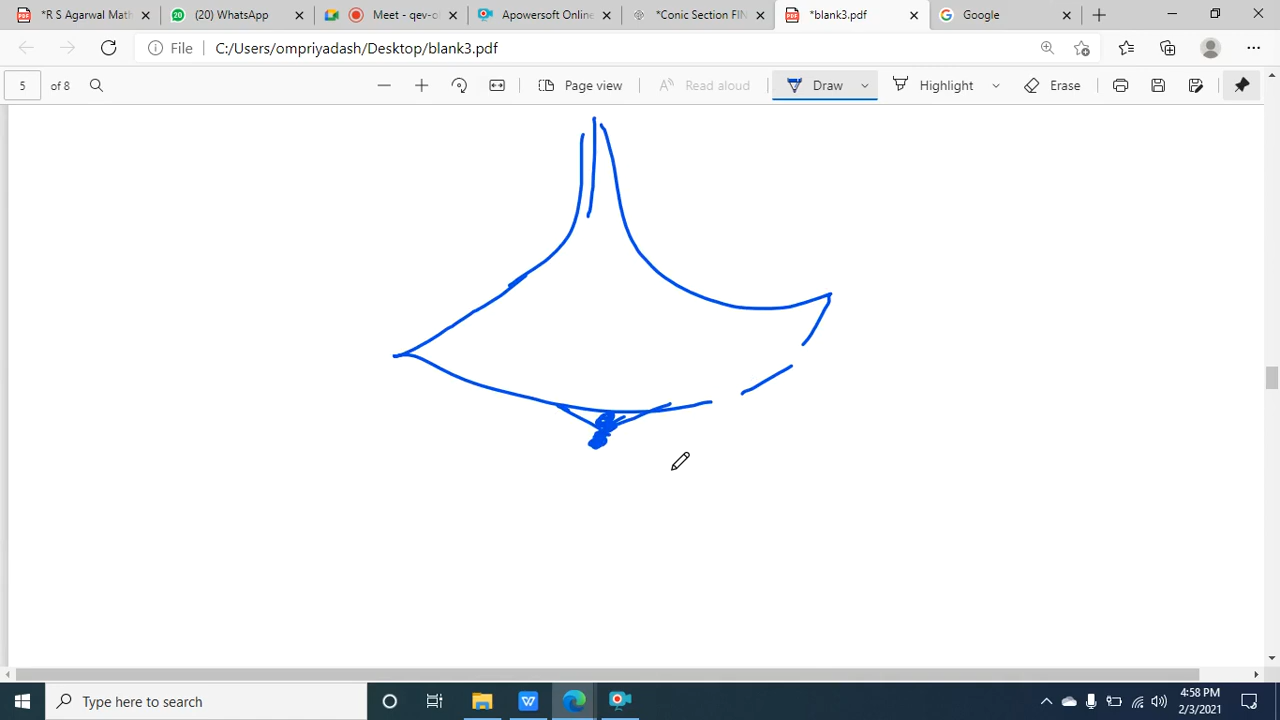 *R S Agarwal Math
(20) WhatsApp
Meet - qev-o
Apowersoft Online
*Conic Section FIN
*blank3.pdf
Google
File
C:/Users/ompriyadash/Desktop/blank3.pdf
5 of 8
Page view
Read aloud
Draw
Highlight
Erase
Type here to search
4:58 PM
2/3/2021